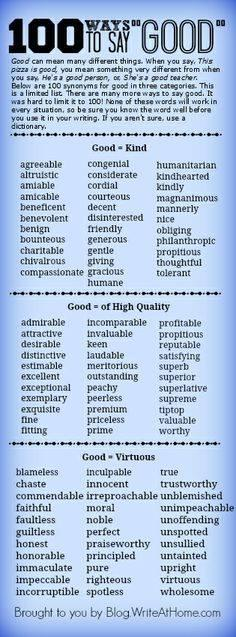 100 WAYS TO SAY "GOOD"
Good can mean many different things. When you say, This
pizza is good, you mean something very different from when
you say, He's a good person, or, She's a good teacher.
Below are 100 synonyms for good in three categories. This
is a limited list. There are many more ways to say good. It
was hard to limit it to 100! None of these words will work in
every situation, so be sure you know the word well before
you use it in your writing. If you aren't sure, use a
dictionary.
Good = Kind
agreeable
altruistic
amiable
amicable
beneficent
benevolent
benign
bounteous
charitable
chivalrous
compassionate
congenial
cordial
courteous
decent
disinterested
friendly
generous
gentle
giving
gracious
humane
humanitarian
kindhearted
kindly
magnanimous
mannerly
nice
obliging
philanthropic
propitious
thoughtful
tolerant
Good = of High Quality
admirable
attractive
desirable
distinctive
estimable
excellent
exceptional
exemplary
exquisite
fine
fitting
incomparable
invaluable
keen
laudable
meritorious
outstanding
peachy
peerless
premium
priceless
prime
profitable
propitious
reputable
satisfying
superb
superior
superlative
supreme
tiptop
valuable
worthy
Good = Virtuous
blameless
chaste
commendable
faithful
faultless
guiltless
honest
honorable
immaculate
impeccable
incorruptible
inculpable
innocent
irreproachable
moral
noble
perfect
praiseworthy
principled
pure
righteous
spotless
true
trustworthy
unblemished
unimpeachable
unoffending
unspotted
unsullied
untainted
upright
virtuous
wholesome
Brought to you by Blog.WriteAtHome.com